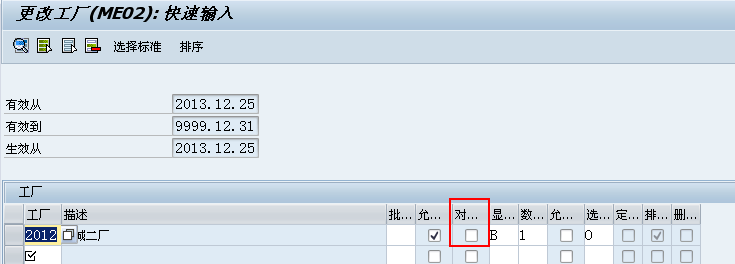 更改工厂(ME02): 快速输入
选择标准 排序
有效从 2013.12.25
有效到 9999.12.31
生效从 2013.12.25
工厂
工厂 描述 批... 允... 对... 显... 数... 允... 选... 定... 排... 删...
2012 二厂 B 1 0